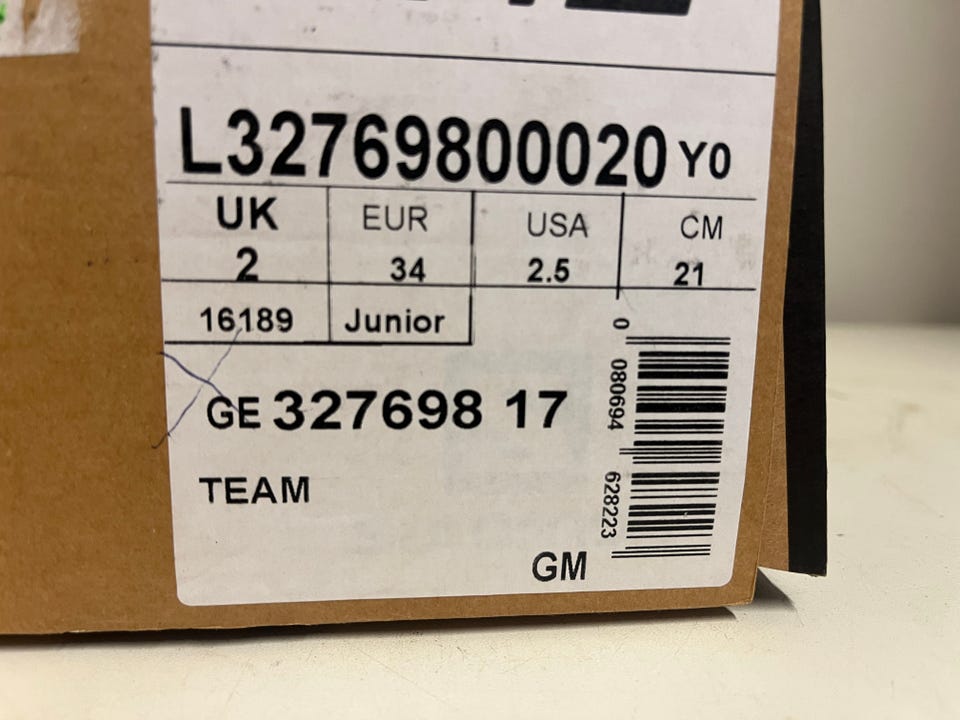 L32769800020 Y0
UK EUR USA CM
2 34 2.5 21
16189 Junior
GE 327698 17
TEAM
GM
0 080694 628223